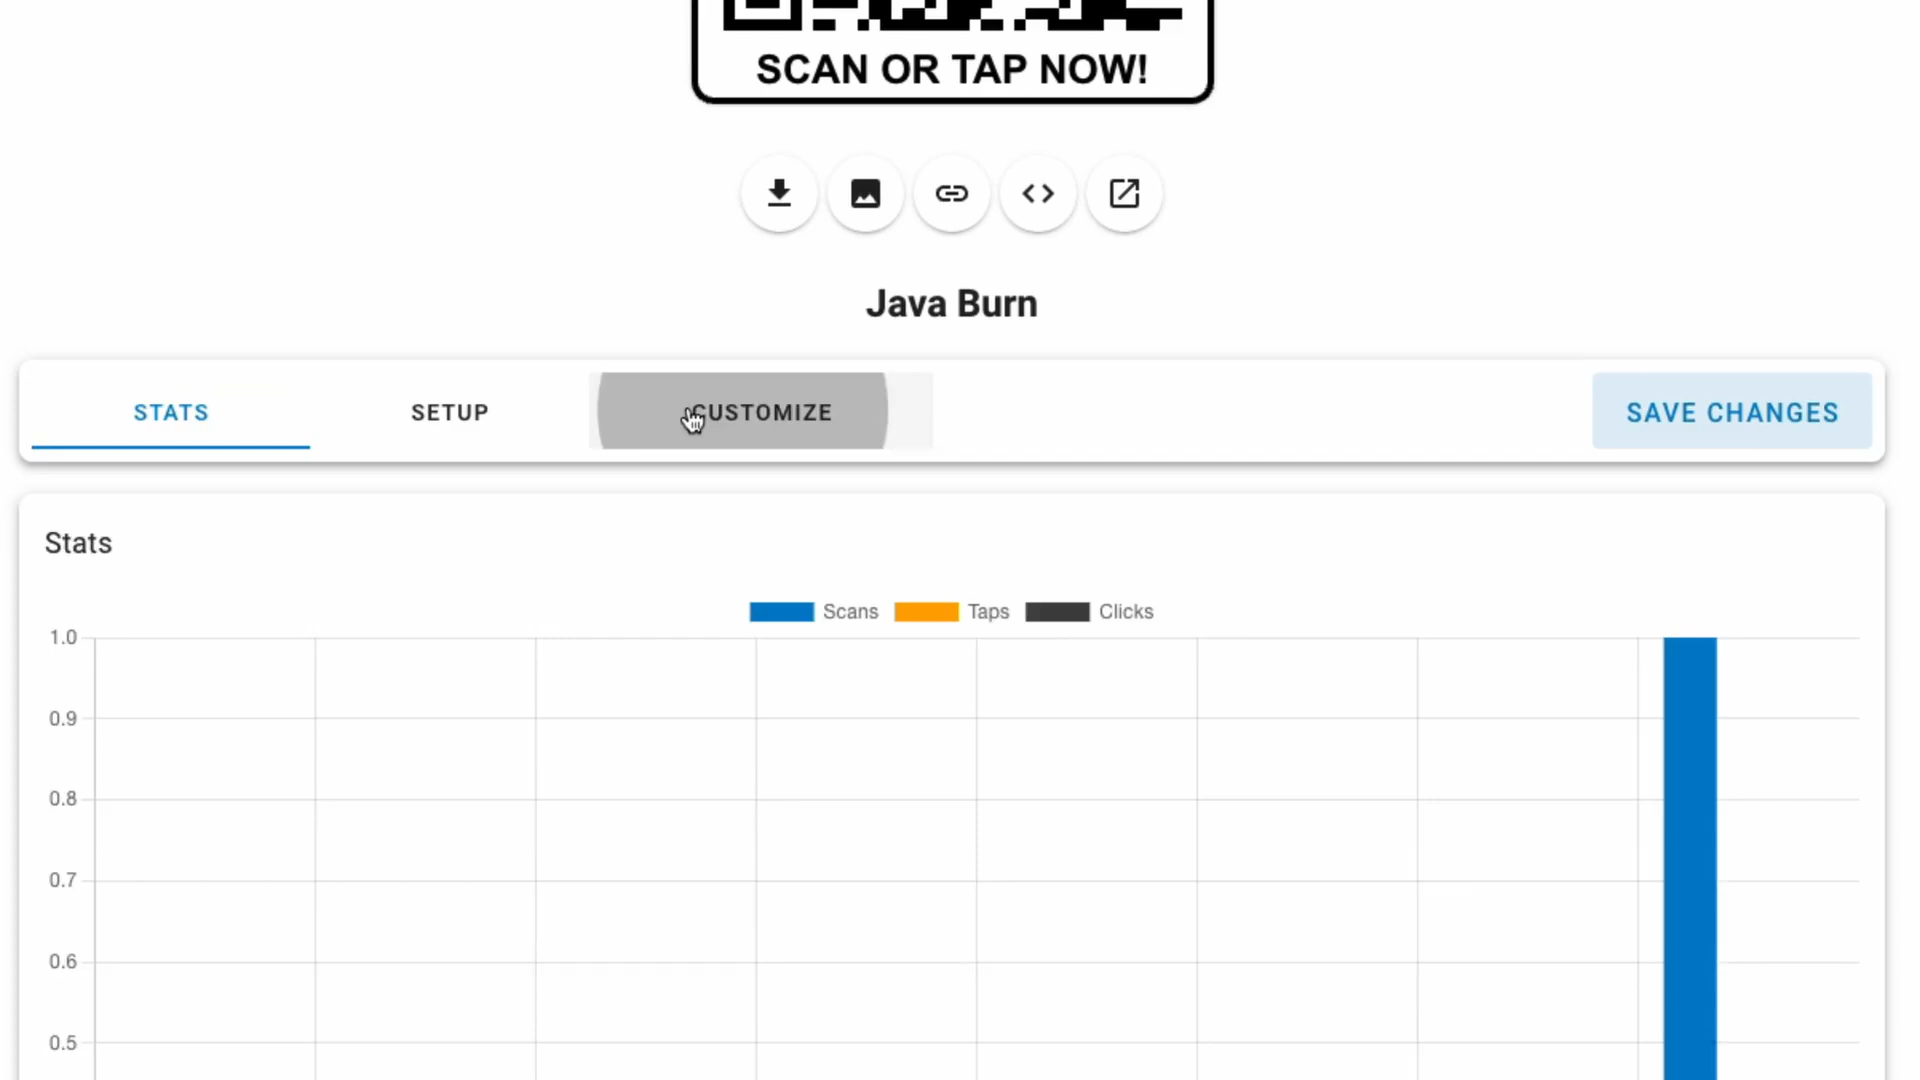 SCAN OR TAP NOW!
Java Burn
STATS
SETUP
CUSTOMIZE
SAVE CHANGES
Stats
Scans
Taps
Clicks
1.0
0.9
0.8
0.7
0.6
0.5